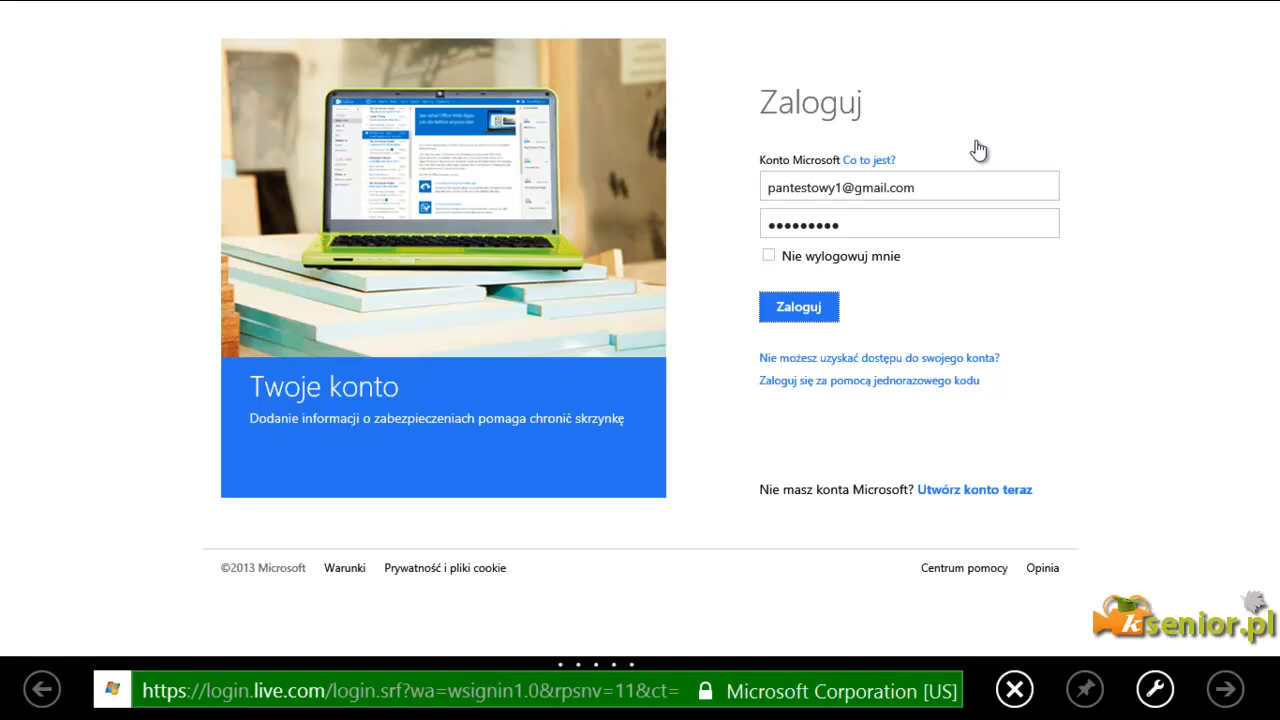 Zaloguj
Konto Microsoft Co to jest?
pantestowy1@gmail.com
Nie wylogowuj mnie
Zaloguj
Nie możesz uzyskać dostępu do swojego konta?
Zaloguj się za pomocą jednorazowego kodu
Twoje konto
Dodanie informacji o zabezpieczeniach pomaga chronić skrzynkę
Nie masz konta Microsoft? Utwórz konto teraz
©2013 Microsoft Warunki Prywatność i pliki cookie Centrum pomocy Opinia
ksenior.pl
https://login.live.com/login.srf?wa=wsignin1.0&rpsnv=11&ct= Microsoft Corporation [US]